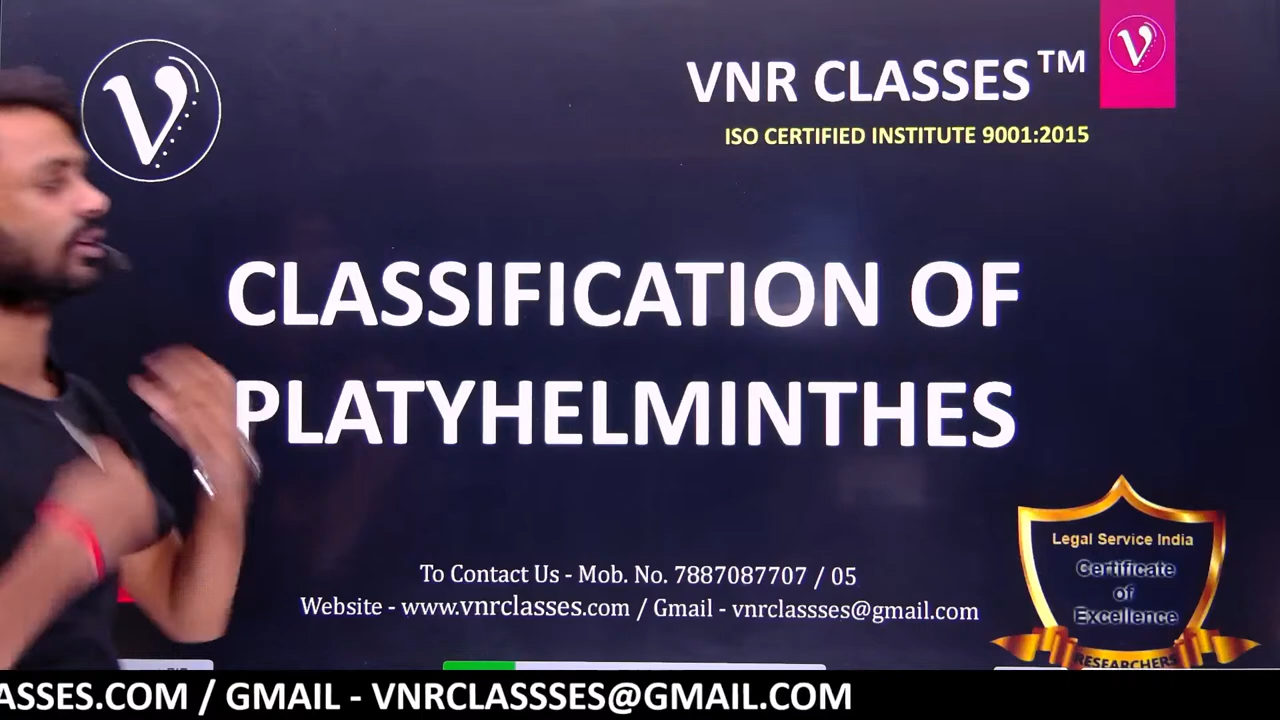 VNR CLASSES™
ISO CERTIFIED INSTITUTE 9001:2015
CLASSIFICATION OF
PLATYHELMINTHES
To Contact Us - Mob. No. 7887087707 / 05
Website - www.vnrclasses.com / Gmail - vnrclassses@gmail.com
Legal Service India
Certificate
of
Excellence
RESEARCHERS
ASSES.COM / GMAIL - VNRCLASSSES@GMAIL.COM